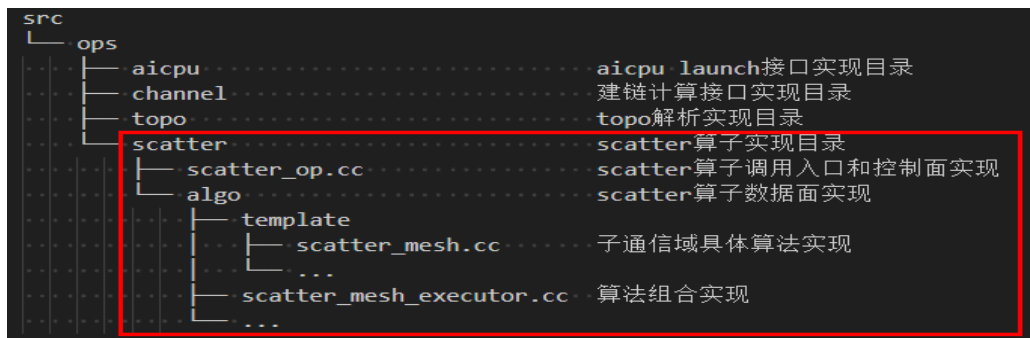 src
└── ops
├── aicpu aicpu launch接口实现目录
├── channel 建链计算接口实现目录
├── topo topo解析实现目录
└── scatter scatter算子实现目录
├── scatter_op.cc scatter算子调用入口和控制面实现
└── algo scatter算子数据面实现
├── template
│ ├── scatter_mesh.cc 子通信域具体算法实现
│ └── ...
├── scatter_mesh_executor.cc 算法组合实现
└── ...